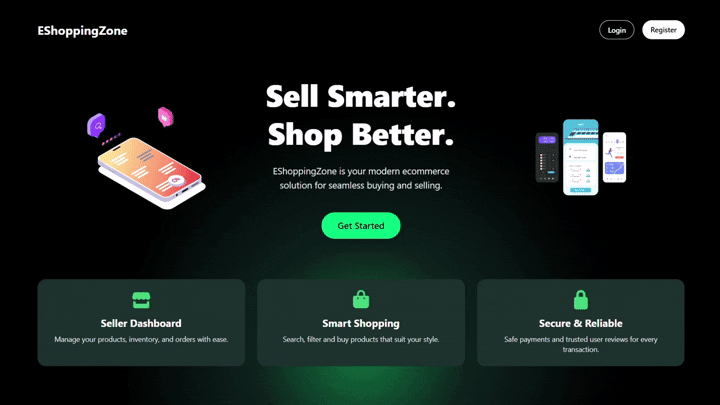 EShoppingZone
Login
Register
Sell Smarter.
Shop Better.
EShoppingZone is your modern ecommerce
solution for seamless buying and selling.
Get Started
Seller Dashboard
Manage your products, inventory, and orders with ease.
Smart Shopping
Search, filter and buy products that suit your style.
Secure & Reliable
Safe payments and trusted user reviews for every
transaction.